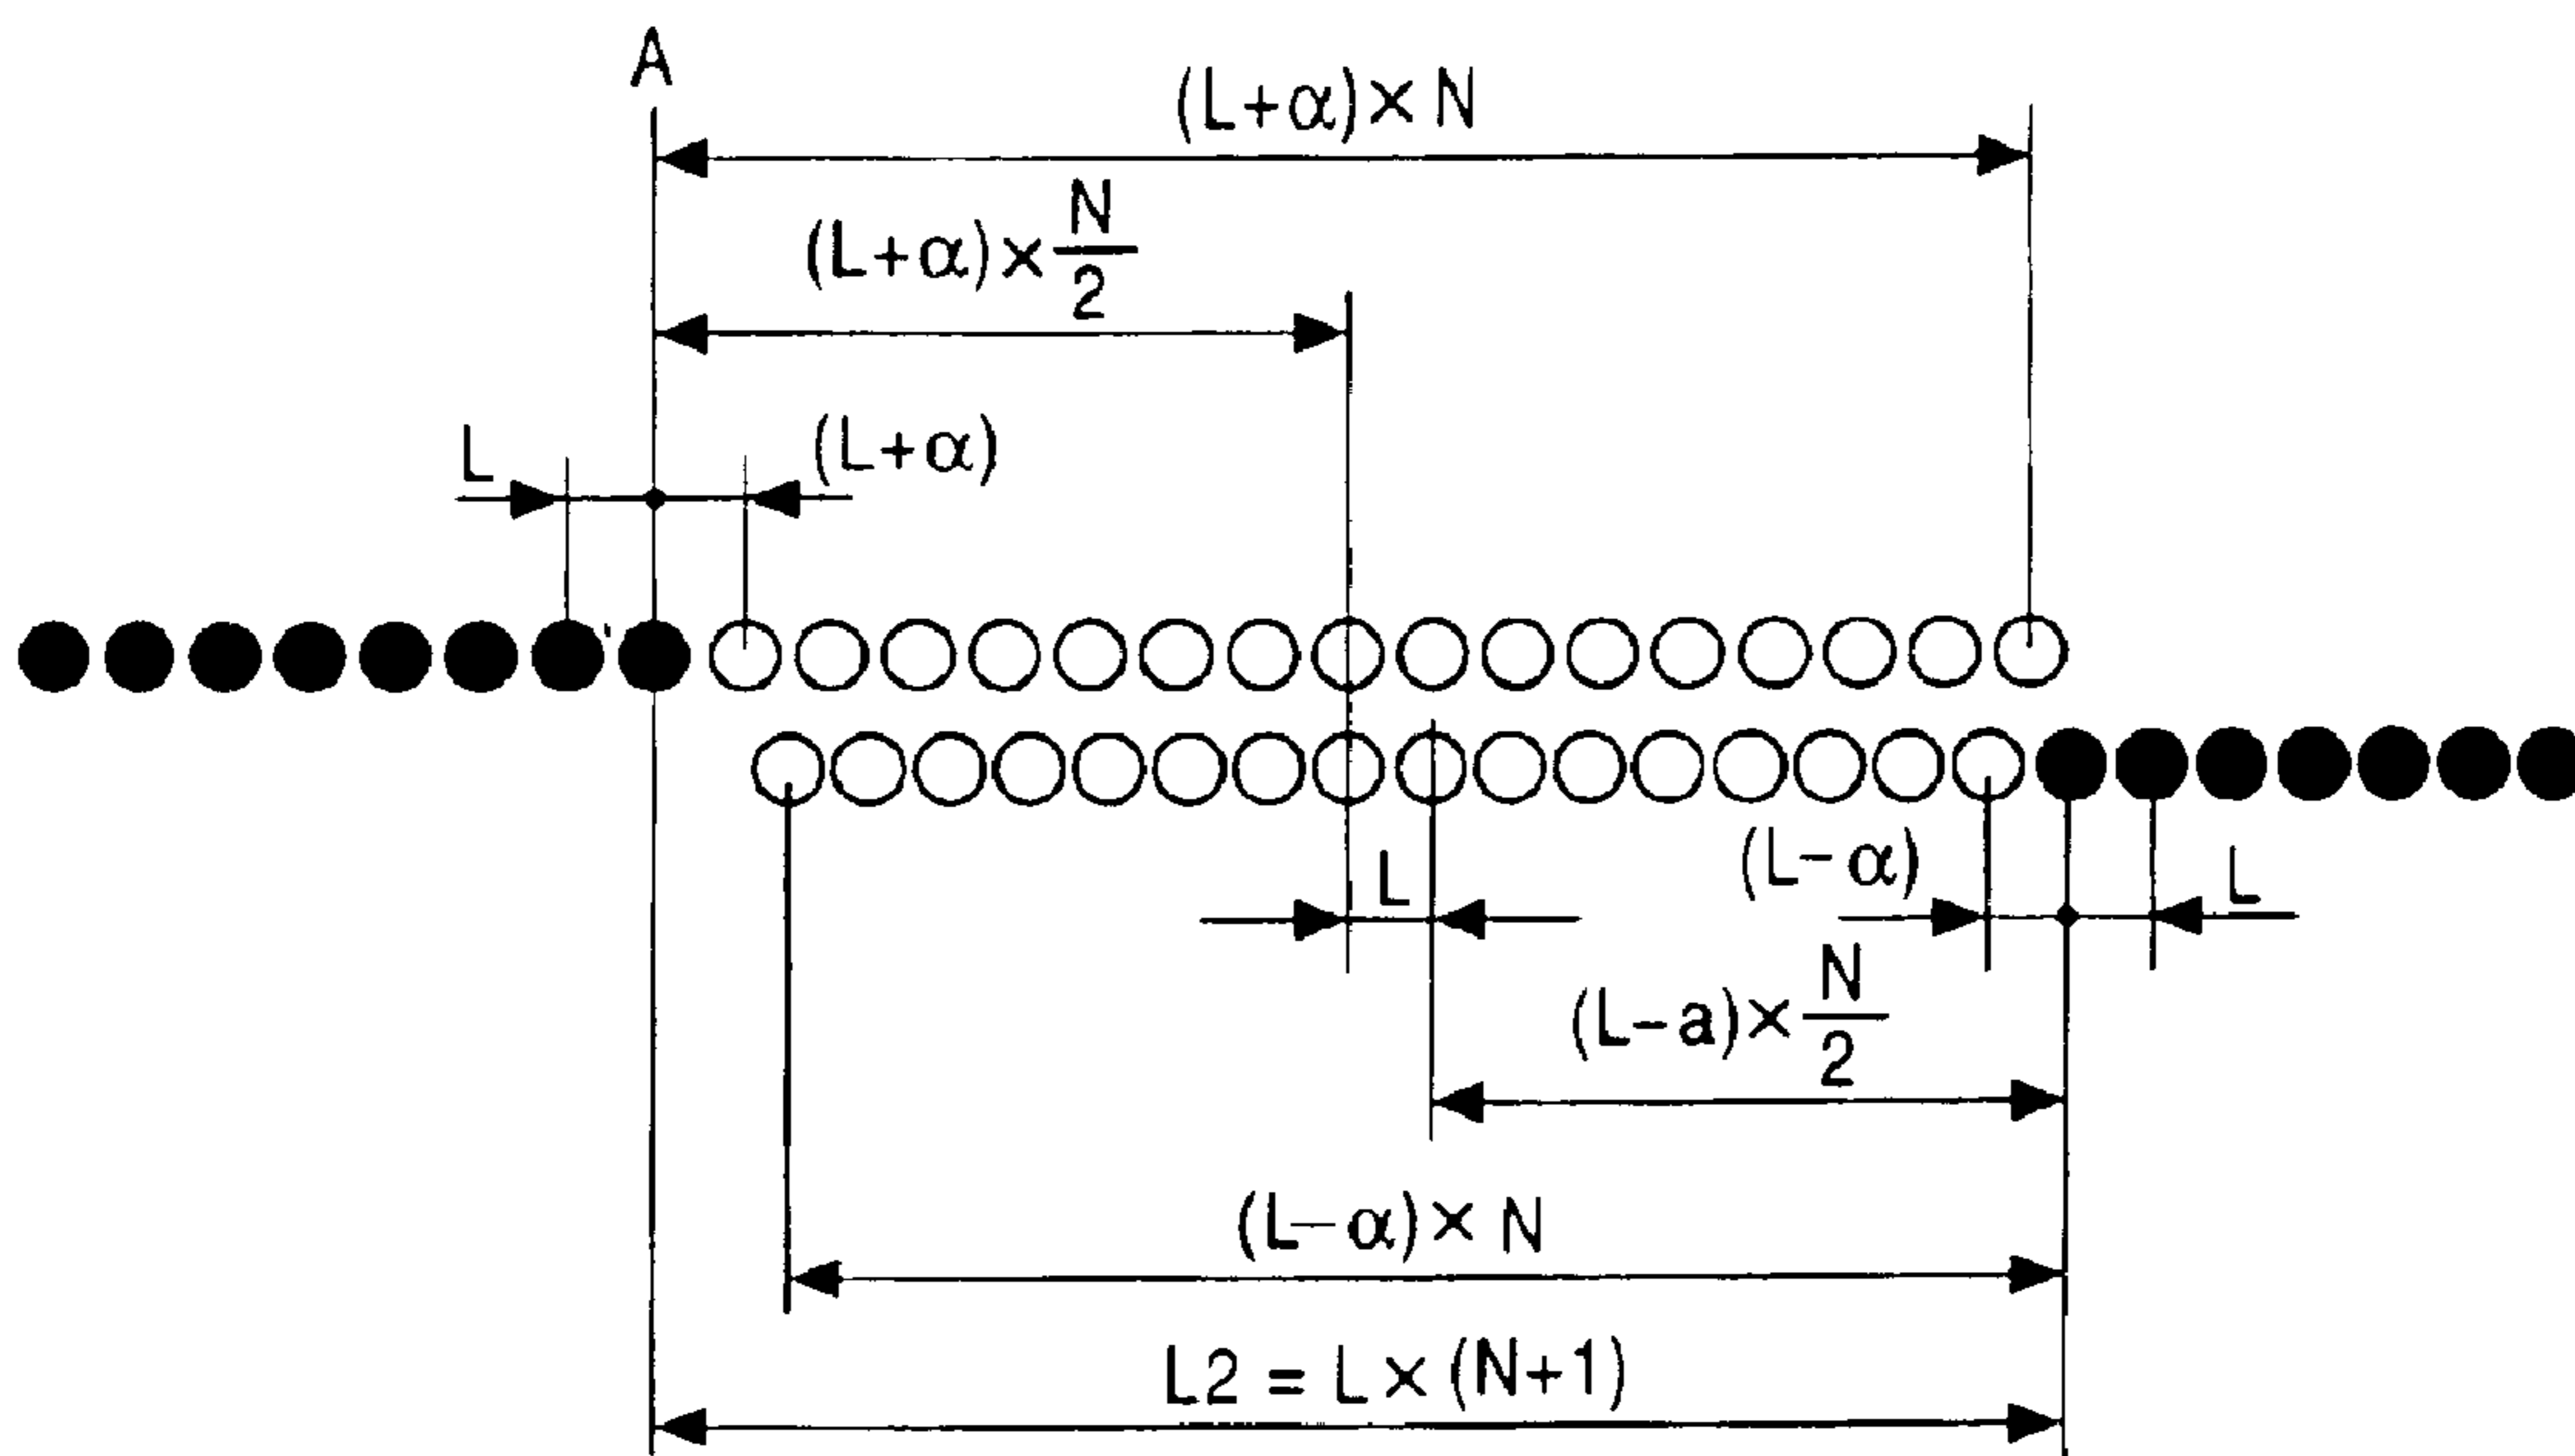 A
(L+α)×N
(L+α)×N/2
L
(L+α)
L
(L-α)
L
(L-a)×N/2
(L-α)×N
L2 = L×(N+1)